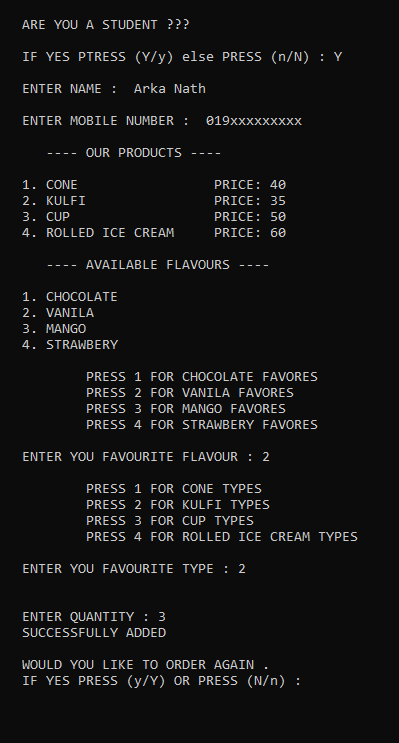 ARE YOU A STUDENT ???
IF YES PTRESS (Y/y) else PRESS (n/N) : Y
ENTER NAME :  Arka Nath
ENTER MOBILE NUMBER :  019xxxxxxxxx
---- OUR PRODUCTS ----
1. CONE                 PRICE: 40
2. KULFI                PRICE: 35
3. CUP                  PRICE: 50
4. ROLLED ICE CREAM     PRICE: 60
---- AVAILABLE FLAVOURS ----
1. CHOCOLATE
2. VANILA
3. MANGO
4. STRAWBERY
PRESS 1 FOR CHOCOLATE FAVORES
PRESS 2 FOR VANILA FAVORES
PRESS 3 FOR MANGO FAVORES
PRESS 4 FOR STRAWBERY FAVORES
ENTER YOU FAVOURITE FLAVOUR : 2
PRESS 1 FOR CONE TYPES
PRESS 2 FOR KULFI TYPES
PRESS 3 FOR CUP TYPES
PRESS 4 FOR ROLLED ICE CREAM TYPES
ENTER YOU FAVOURITE TYPE : 2
ENTER QUANTITY : 3
SUCCESSFULLY ADDED
WOULD YOU LIKE TO ORDER AGAIN .
IF YES PRESS (y/Y) OR PRESS (N/n) :